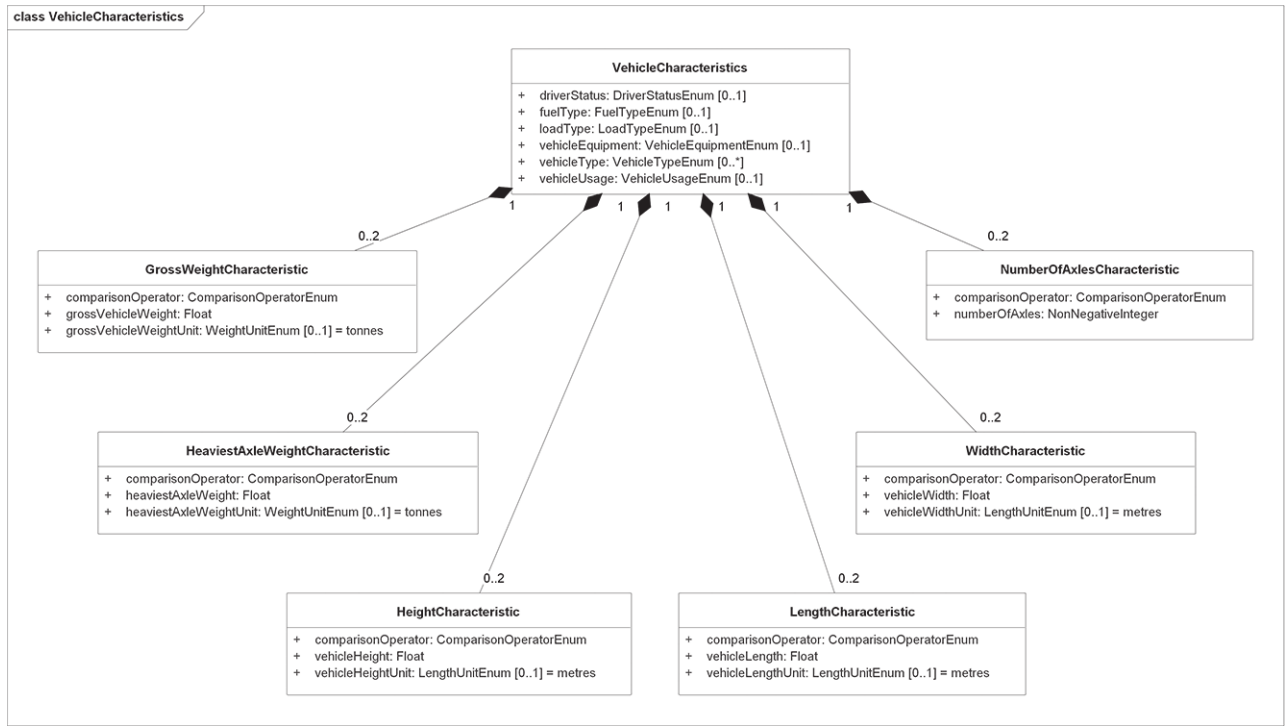 class VehicleCharacteristics
VehicleCharacteristics
+ driverStatus: DriverStatusEnum [0..1]
+ fuelType: FuelTypeEnum [0..1]
+ loadType: LoadTypeEnum [0..1]
+ vehicleEquipment: VehicleEquipmentEnum [0..1]
+ vehicleType: VehicleTypeEnum [0..*]
+ vehicleUsage: VehicleUsageEnum [0..1]
1 1 1 1 1 1
0..2
0..2
GrossWeightCharacteristic
+ comparisonOperator: ComparisonOperatorEnum
+ grossVehicleWeight: Float
+ grossVehicleWeightUnit: WeightUnitEnum [0..1] = tonnes
NumberOfAxlesCharacteristic
+ comparisonOperator: ComparisonOperatorEnum
+ numberOfAxles: NonNegativeInteger
0..2
0..2
HeaviestAxleWeightCharacteristic
+ comparisonOperator: ComparisonOperatorEnum
+ heaviestAxleWeight: Float
+ heaviestAxleWeightUnit: WeightUnitEnum [0..1] = tonnes
WidthCharacteristic
+ comparisonOperator: ComparisonOperatorEnum
+ vehicleWidth: Float
+ vehicleWidthUnit: LengthUnitEnum [0..1] = metres
0..2
0..2
HeightCharacteristic
+ comparisonOperator: ComparisonOperatorEnum
+ vehicleHeight: Float
+ vehicleHeightUnit: LengthUnitEnum [0..1] = metres
LengthCharacteristic
+ comparisonOperator: ComparisonOperatorEnum
+ vehicleLength: Float
+ vehicleLengthUnit: LengthUnitEnum [0..1] = metres